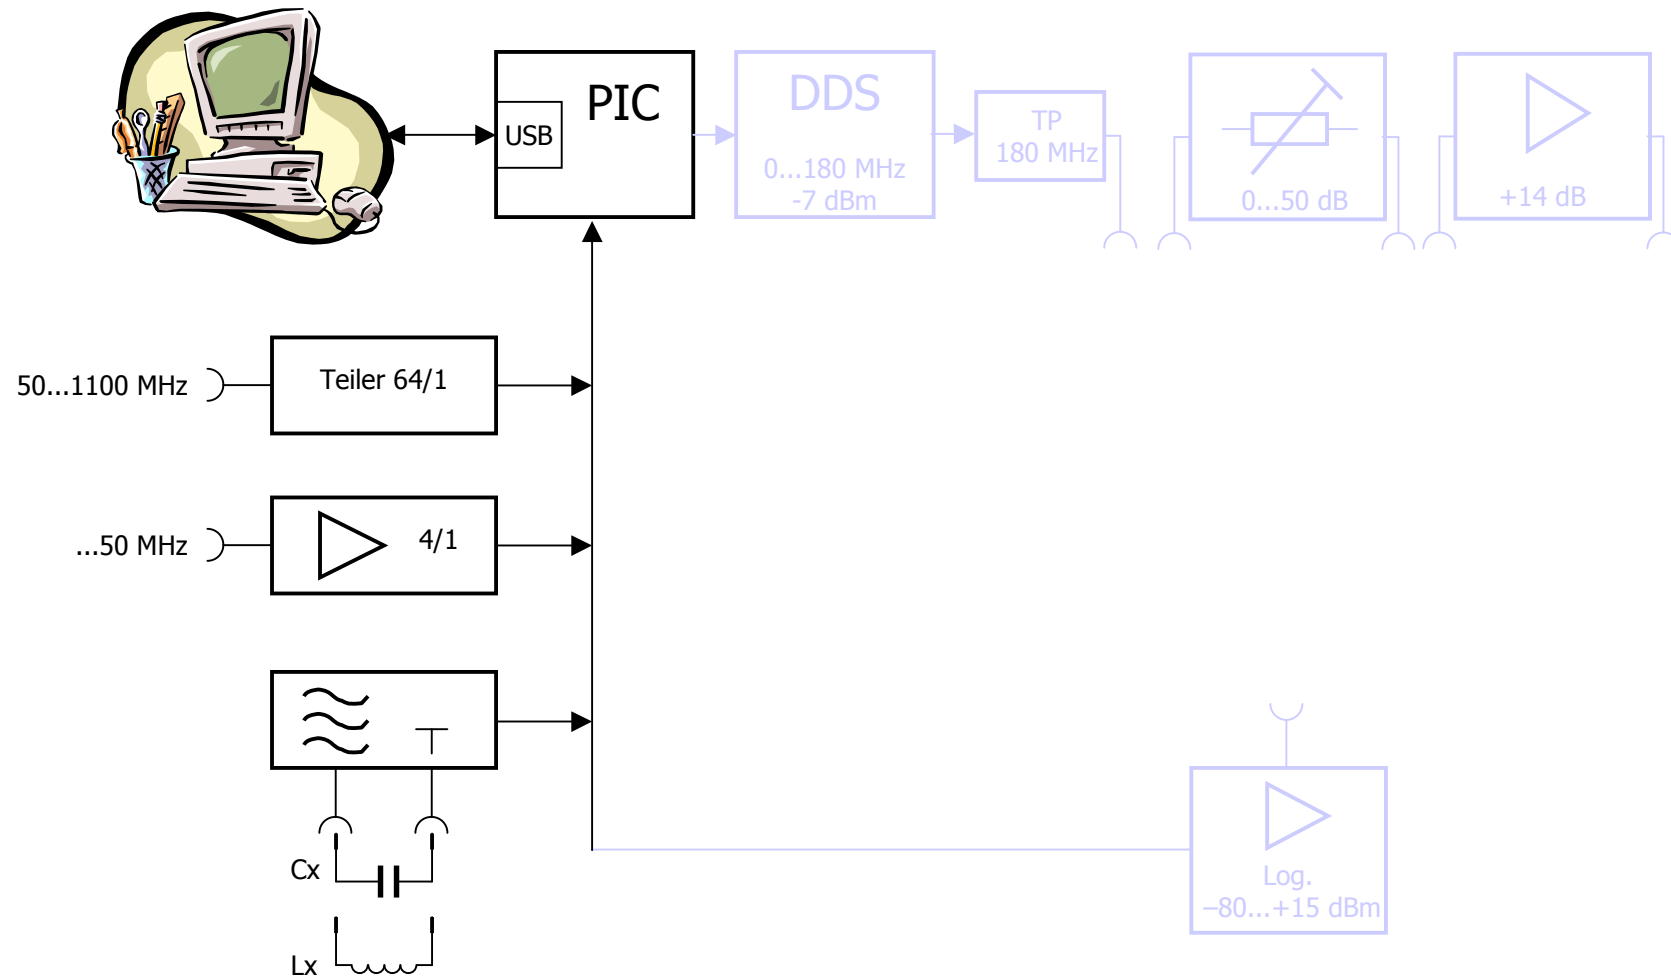 PIC
USB
DDS
0...180 MHz
-7 dBm
TP
180 MHz
0...50 dB
+14 dB
50...1100 MHz
Teiler 64/1
...50 MHz
4/1
Cx
Lx
Log.
–80...+15 dBm